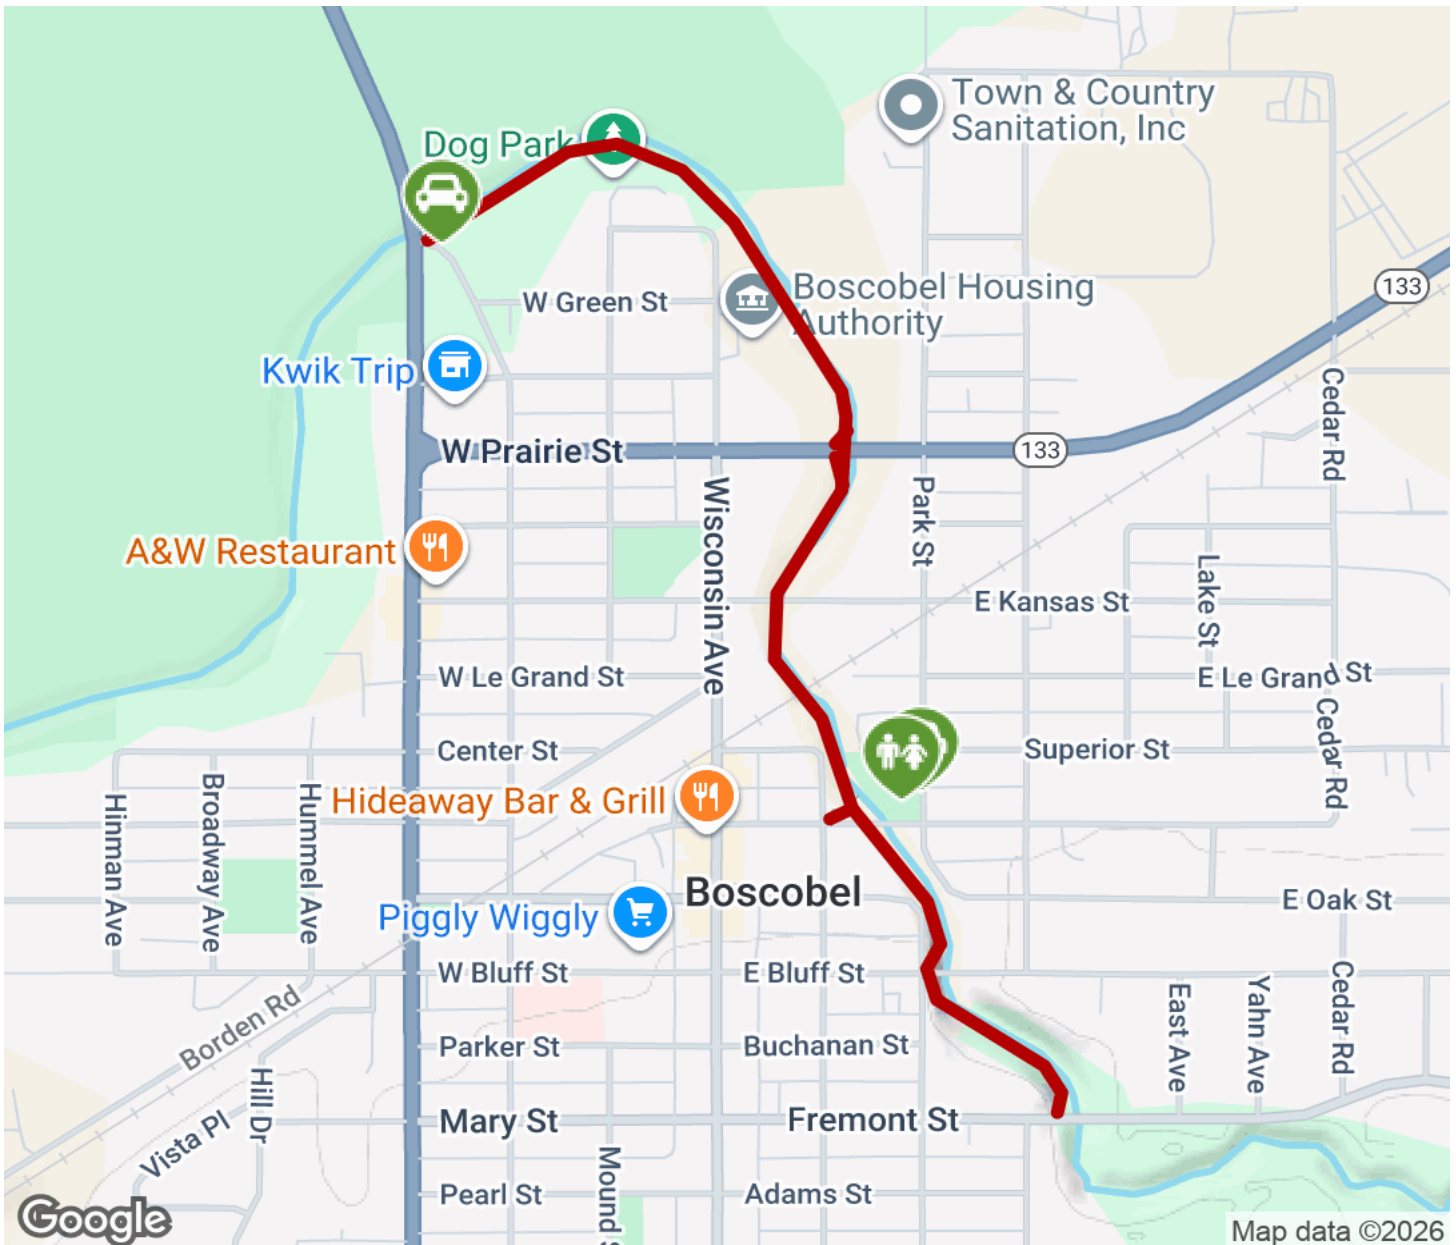 Town & Country
Sanitation, Inc
Dog Park
133
Boscobel Housing
Authority
W Green St
Kwik Trip
Cedar Rd
W Prairie St
133
Wisconsin Ave
Park St
A&W Restaurant
Lake St
E Kansas St
W Le Grand St
E Le Grand St
Cedar Rd
Center St
Superior St
Hinman Ave
Broadway Ave
Hummel Ave
Hideaway Bar & Grill
Boscobel
E Oak St
Piggly Wiggly
W Bluff St
E Bluff St
East Ave
Yahn Ave
Cedar Rd
Borden Rd
Parker St
Buchanan St
Hill Dr
Mary St
Fremont St
Vista Pl
Mound S
Pearl St
Adams St
Google
Map data ©2026